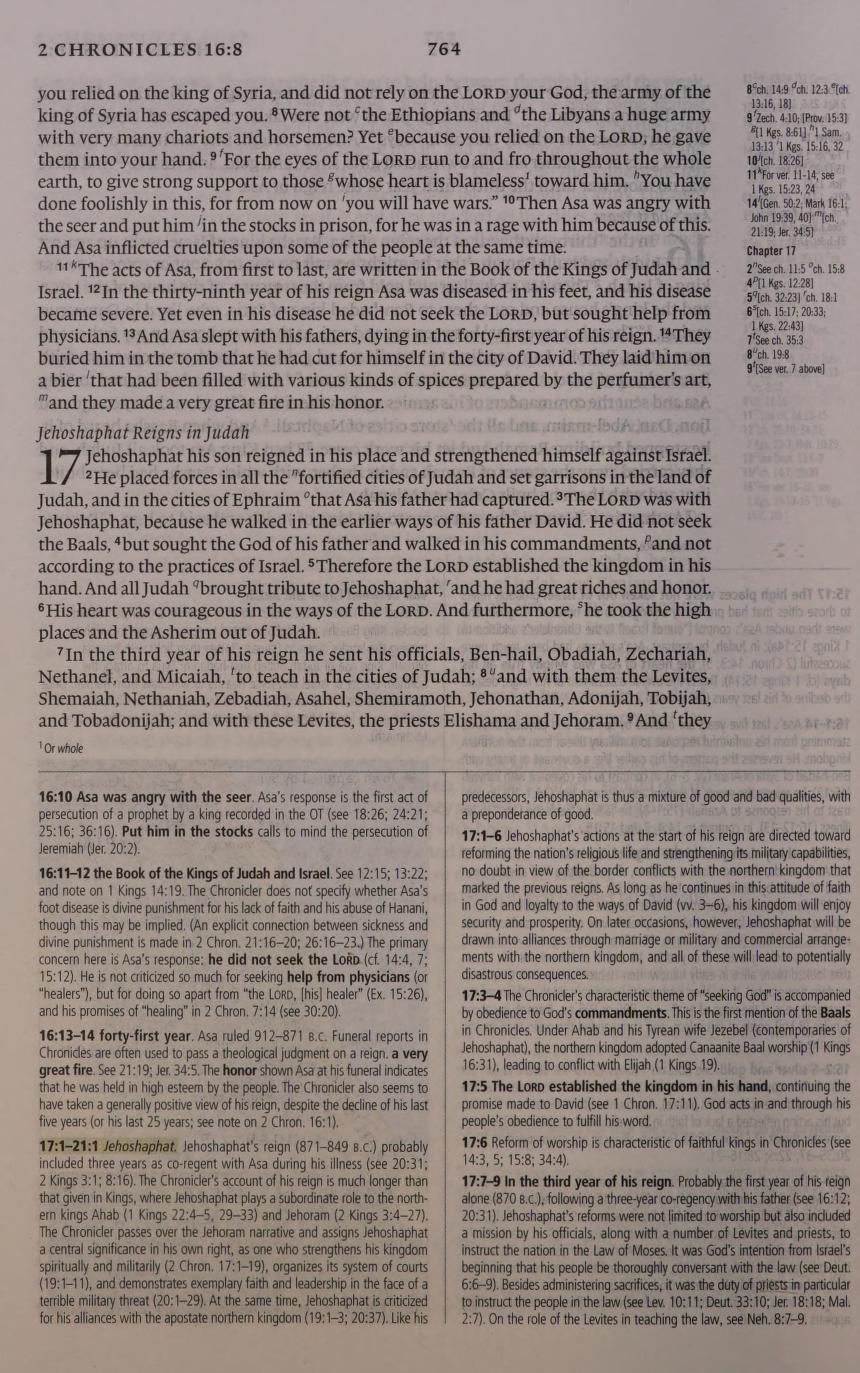 2 CHRONICLES 16:8
764
you relied on the king of Syria, and did not rely on the LORD your God, the army of the
king of Syria has escaped you. 8 Were not c the Ethiopians and d the Libyans a huge army
with very many chariots and horsemen? Yet e because you relied on the LORD, he gave
them into your hand. 9 f For the eyes of the LORD run to and fro throughout the whole
earth, to give strong support to those g whose heart is blameless1 toward him. h You have
done foolishly in this, for from now on i you will have wars.” 10 Then Asa was angry with
the seer and put him j in the stocks in prison, for he was in a rage with him because of this.
And Asa inflicted cruelties upon some of the people at the same time.
11 k The acts of Asa, from first to last, are written in the Book of the Kings of Judah and
Israel. 12 In the thirty-ninth year of his reign Asa was diseased in his feet, and his disease
became severe. Yet even in his disease he did not seek the LORD, but sought help from
physicians. 13 And Asa slept with his fathers, dying in the forty-first year of his reign. 14 They
buried him in the tomb that he had cut for himself in the city of David. They laid him on
a bier l that had been filled with various kinds of spices prepared by the perfumer's art,
m and they made a very great fire in his honor.
Jehoshaphat Reigns in Judah
17 Jehoshaphat his son reigned in his place and strengthened himself against Israel.
2 He placed forces in all the n fortified cities of Judah and set garrisons in the land of
Judah, and in the cities of Ephraim o that Asa his father had captured. 3 The LORD was with
Jehoshaphat, because he walked in the earlier ways of his father David. He did not seek
the Baals, 4 but sought the God of his father and walked in his commandments, p and not
according to the practices of Israel. 5 Therefore the LORD established the kingdom in his
hand. And all Judah q brought tribute to Jehoshaphat, r and he had great riches and honor.
6 His heart was courageous in the ways of the LORD. And furthermore, s he took the high
places and the Asherim out of Judah.
7 In the third year of his reign he sent his officials, Ben-hail, Obadiah, Zechariah,
Nethanel, and Micaiah, t to teach in the cities of Judah; 8 u and with them the Levites,
Shemaiah, Nethaniah, Zebadiah, Asahel, Shemiramoth, Jehonathan, Adonijah, Tobijah,
and Tobadonijah; and with these Levites, the priests Elishama and Jehoram. 9 And t they
1 Or whole
8 c ch. 14:9 d ch. 12:3 e [ch.
13:16, 18]
9 f Zech. 4:10; [Prov. 15:3]
g [1 Kgs. 8:61] h 1 Sam.
13:13 i 1 Kgs. 15:16, 32
10 j [ch. 18:26]
11 k For ver. 11-14, see
1 Kgs. 15:23, 24
14 l [Gen. 50:2; Mark 16:1;
John 19:39, 40] m [ch.
21:19; Jer. 34:5]
Chapter 17
2 n See ch. 11:5 o ch. 15:8
4 p [1 Kgs. 12:28]
5 q [ch. 32:23] r ch. 18:1
6 s [ch. 15:17; 20:33;
1 Kgs. 22:43]
7 t See ch. 35:3
8 u ch. 19:8
9 t [See ver. 7 above]
16:10 Asa was angry with the seer. Asa's response is the first act of
persecution of a prophet by a king recorded in the OT (see 18:26; 24:21;
25:16; 36:16). Put him in the stocks calls to mind the persecution of
Jeremiah (Jer. 20:2).
16:11–12 the Book of the Kings of Judah and Israel. See 12:15; 13:22;
and note on 1 Kings 14:19. The Chronicler does not specify whether Asa's
foot disease is divine punishment for his lack of faith and his abuse of Hanani,
though this may be implied. (An explicit connection between sickness and
divine punishment is made in 2 Chron. 21:16–20; 26:16–23.) The primary
concern here is Asa's response: he did not seek the LORD (cf. 14:4, 7;
15:12). He is not criticized so much for seeking help from physicians (or
“healers”), but for doing so apart from “the LORD, [his] healer” (Ex. 15:26),
and his promises of “healing” in 2 Chron. 7:14 (see 30:20).
16:13–14 forty-first year. Asa ruled 912–871 B.C. Funeral reports in
Chronicles are often used to pass a theological judgment on a reign. a very
great fire. See 21:19; Jer. 34:5. The honor shown Asa at his funeral indicates
that he was held in high esteem by the people. The Chronicler also seems to
have taken a generally positive view of his reign, despite the decline of his last
five years (or his last 25 years; see note on 2 Chron. 16:1).
17:1–21:1 Jehoshaphat. Jehoshaphat's reign (871–849 B.C.) probably
included three years as co-regent with Asa during his illness (see 20:31;
2 Kings 3:1; 8:16). The Chronicler's account of his reign is much longer than
that given in Kings, where Jehoshaphat plays a subordinate role to the north-
ern kings Ahab (1 Kings 22:4–5, 29–33) and Jehoram (2 Kings 3:4–27).
The Chronicler passes over the Jehoram narrative and assigns Jehoshaphat
a central significance in his own right, as one who strengthens his kingdom
spiritually and militarily (2 Chron. 17:1–19), organizes its system of courts
(19:1–11), and demonstrates exemplary faith and leadership in the face of a
terrible military threat (20:1–29). At the same time, Jehoshaphat is criticized
for his alliances with the apostate northern kingdom (19:1–3; 20:37). Like his
predecessors, Jehoshaphat is thus a mixture of good and bad qualities, with
a preponderance of good.
17:1–6 Jehoshaphat's actions at the start of his reign are directed toward
reforming the nation's religious life and strengthening its military capabilities,
no doubt in view of the border conflicts with the northern kingdom that
marked the previous reigns. As long as he continues in this attitude of faith
in God and loyalty to the ways of David (vv. 3–6), his kingdom will enjoy
security and prosperity. On later occasions, however, Jehoshaphat will be
drawn into alliances through marriage or military and commercial arrange-
ments with the northern kingdom, and all of these will lead to potentially
disastrous consequences.
17:3–4 The Chronicler's characteristic theme of “seeking God” is accompanied
by obedience to God's commandments. This is the first mention of the Baals
in Chronicles. Under Ahab and his Tyrean wife Jezebel (contemporaries of
Jehoshaphat), the northern kingdom adopted Canaanite Baal worship (1 Kings
16:31), leading to conflict with Elijah (1 Kings 19).
17:5 The LORD established the kingdom in his hand, continuing the
promise made to David (see 1 Chron. 17:11). God acts in and through his
people's obedience to fulfill his word.
17:6 Reform of worship is characteristic of faithful kings in Chronicles (see
14:3, 5; 15:8; 34:4).
17:7–9 In the third year of his reign. Probably the first year of his reign
alone (870 B.C.), following a three-year co-regency with his father (see 16:12;
20:31). Jehoshaphat's reforms were not limited to worship but also included
a mission by his officials, along with a number of Levites and priests, to
instruct the nation in the Law of Moses. It was God's intention from Israel's
beginning that his people be thoroughly conversant with the law (see Deut.
6:6–9). Besides administering sacrifices, it was the duty of priests in particular
to instruct the people in the law (see Lev. 10:11; Deut. 33:10; Jer. 18:18; Mal.
2:7). On the role of the Levites in teaching the law, see Neh. 8:7–9.